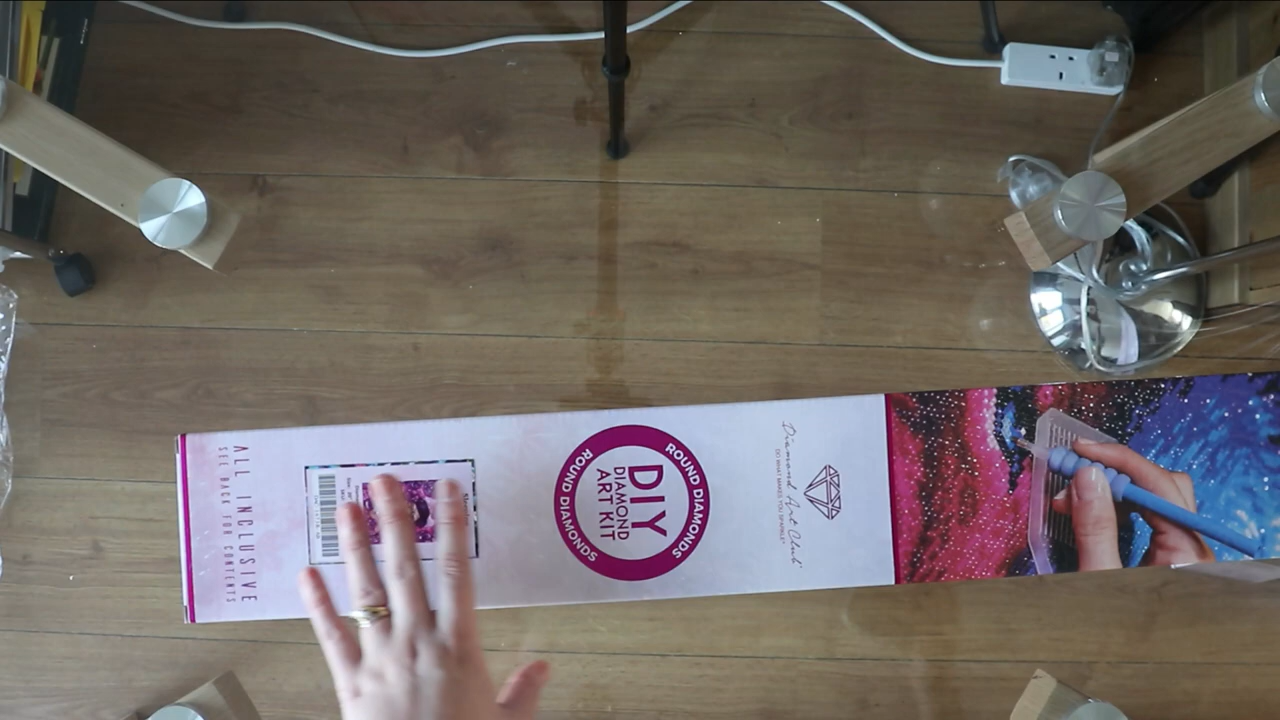 ALL INCLUSIVE
SEE BACK FOR CONTENTS
ROUND DIAMONDS
DIY
DIAMOND
ART KIT
ROUND DIAMONDS
Diamond Art Club
DO WHAT MAKES YOU SPARKLE